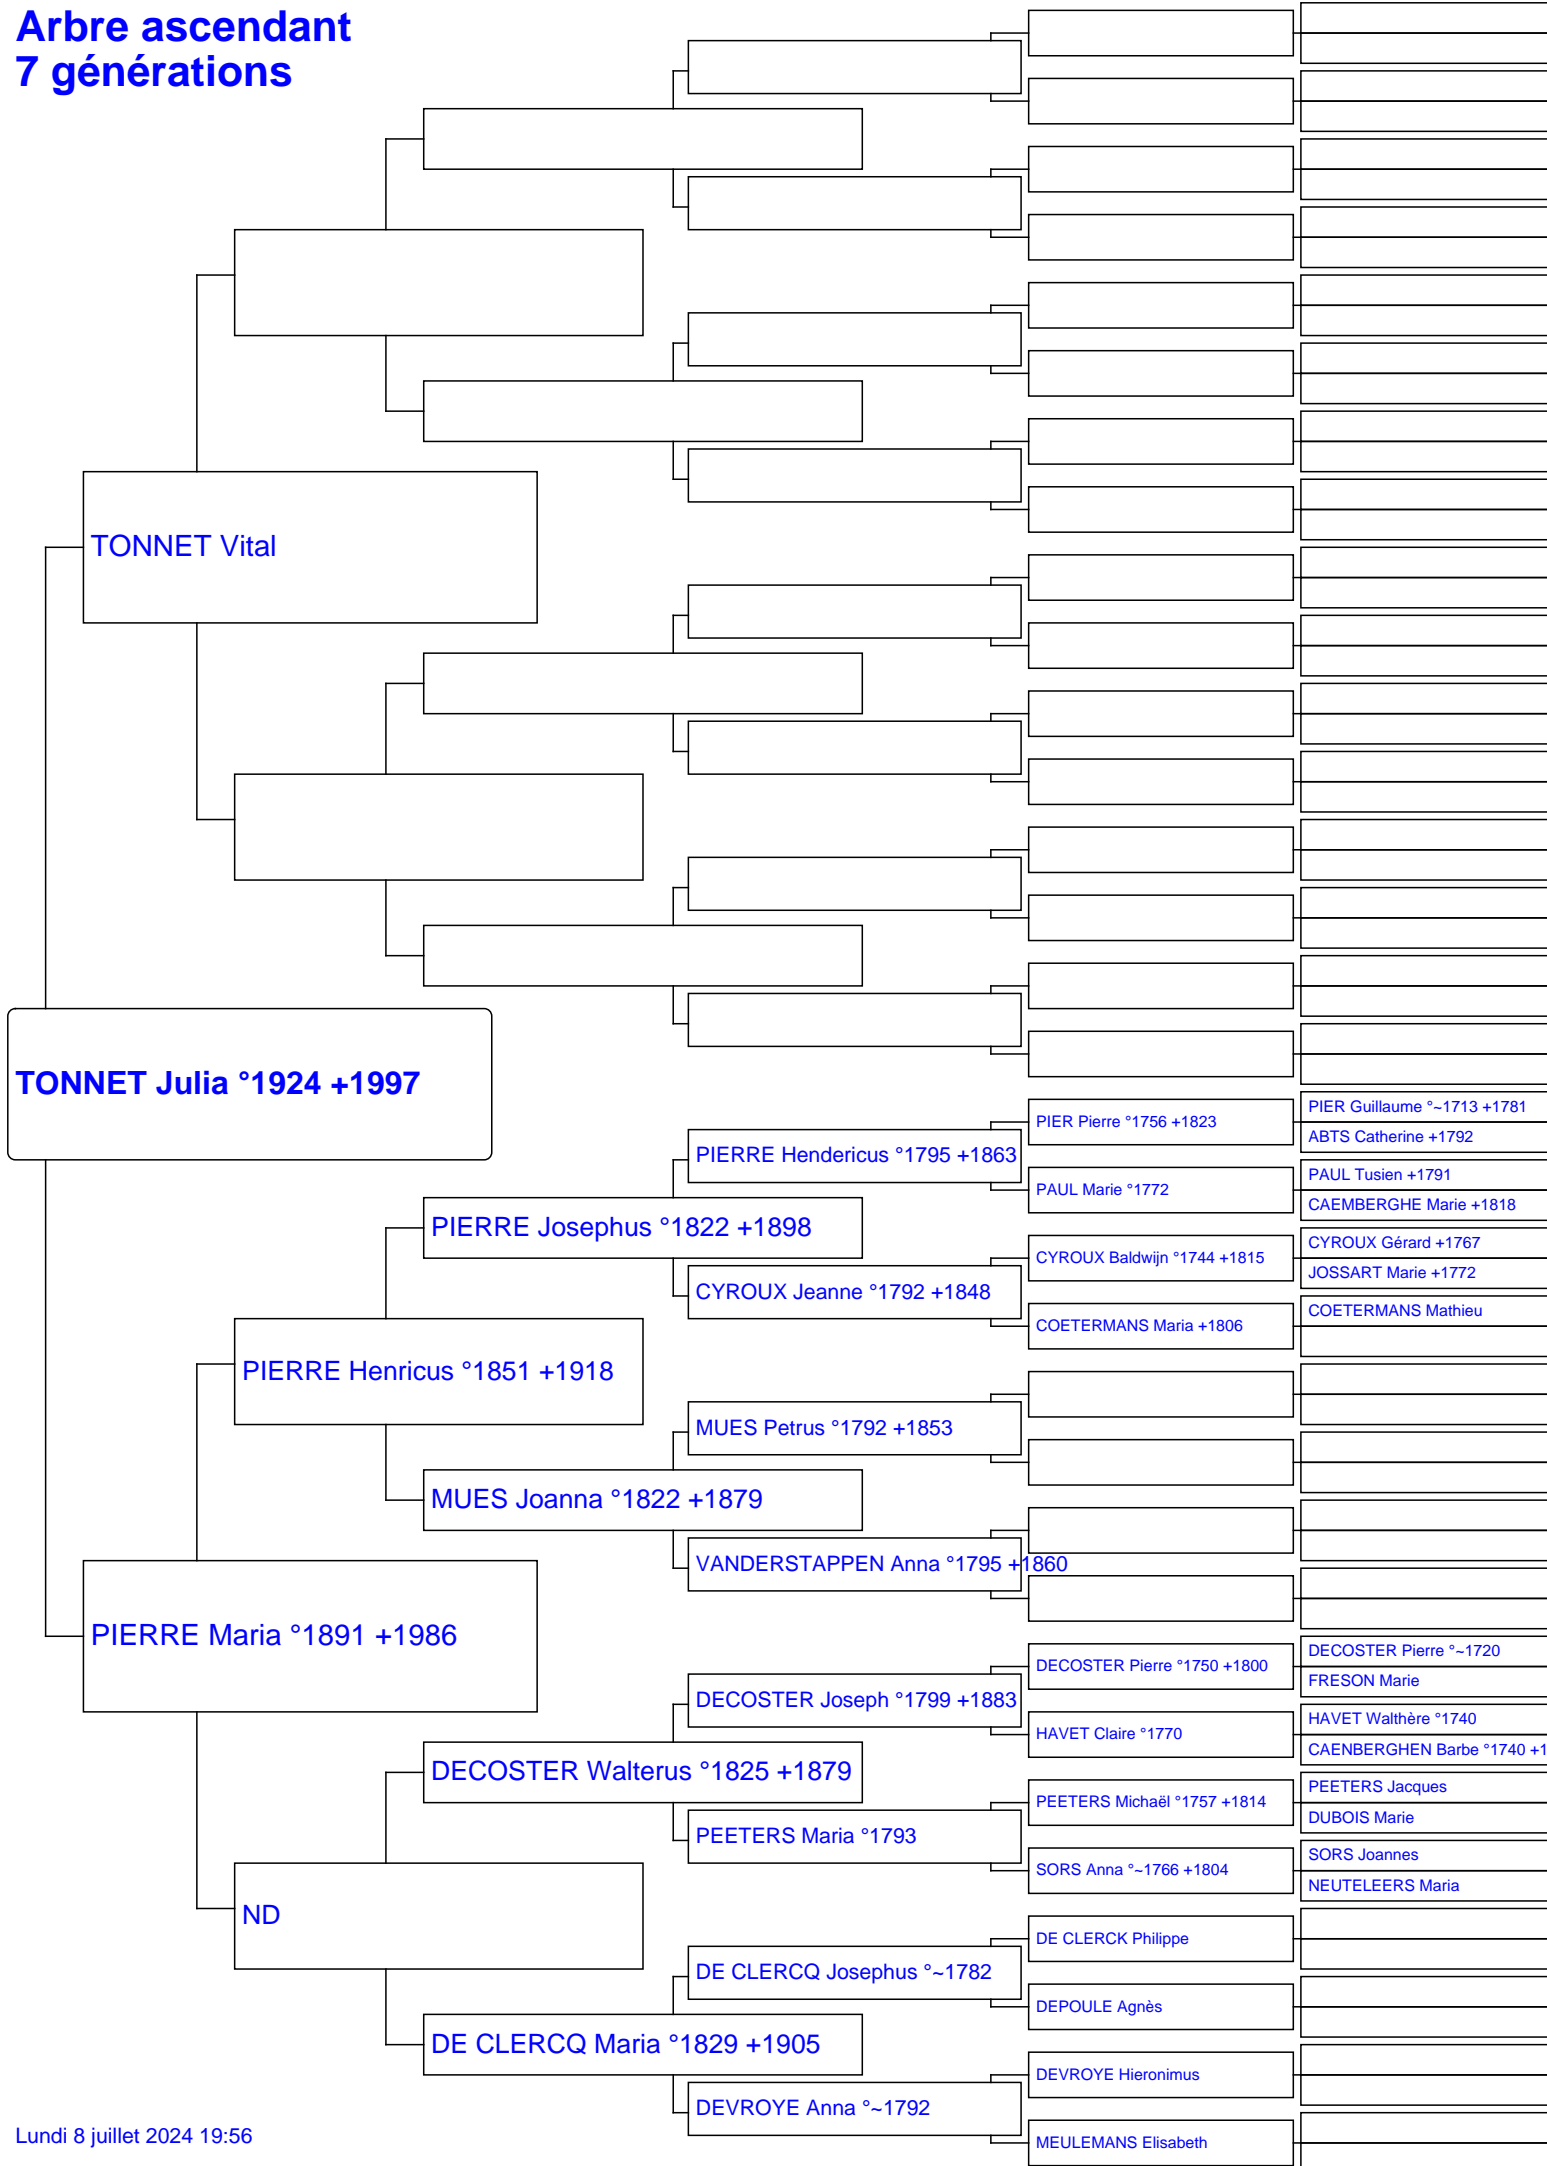 Arbre ascendant
7 générations
TONNET Vital
TONNET Julia °1924 +1997
PIER Guillaume °~1713 +1781
PIER Pierre °1756 +1823
ABTS Catherine +1792
PIERRE Hendericus °1795 +1863
PAUL Tusien +1791
PAUL Marie °1772
CAEMBERGHE Marie +1818
PIERRE Josephus °1822 +1898
CYROUX Gérard +1767
CYROUX Baldwijn °1744 +1815
JOSSART Marie +1772
CYROUX Jeanne °1792 +1848
COETERMANS Mathieu
COETERMANS Maria +1806
PIERRE Henricus °1851 +1918
MUES Petrus °1792 +1853
MUES Joanna °1822 +1879
VANDERSTAPPEN Anna °1795 +1860
PIERRE Maria °1891 +1986
DECOSTER Pierre °~1720
DECOSTER Pierre °1750 +1800
FRESON Marie
DECOSTER Joseph °1799 +1883
HAVET Walthère °1740
HAVET Claire °1770
CAENBERGHEN Barbe °1740 +1
DECOSTER Walterus °1825 +1879
PEETERS Jacques
PEETERS Michaël °1757 +1814
DUBOIS Marie
PEETERS Maria °1793
SORS Joannes
SORS Anna °~1766 +1804
NEUTELEERS Maria
ND
DE CLERCK Philippe
DE CLERCQ Josephus °~1782
DEPOULE Agnès
DE CLERCQ Maria °1829 +1905
DEVROYE Hieronimus
DEVROYE Anna °~1792
MEULEMANS Elisabeth
Lundi 8 juillet 2024 19:56